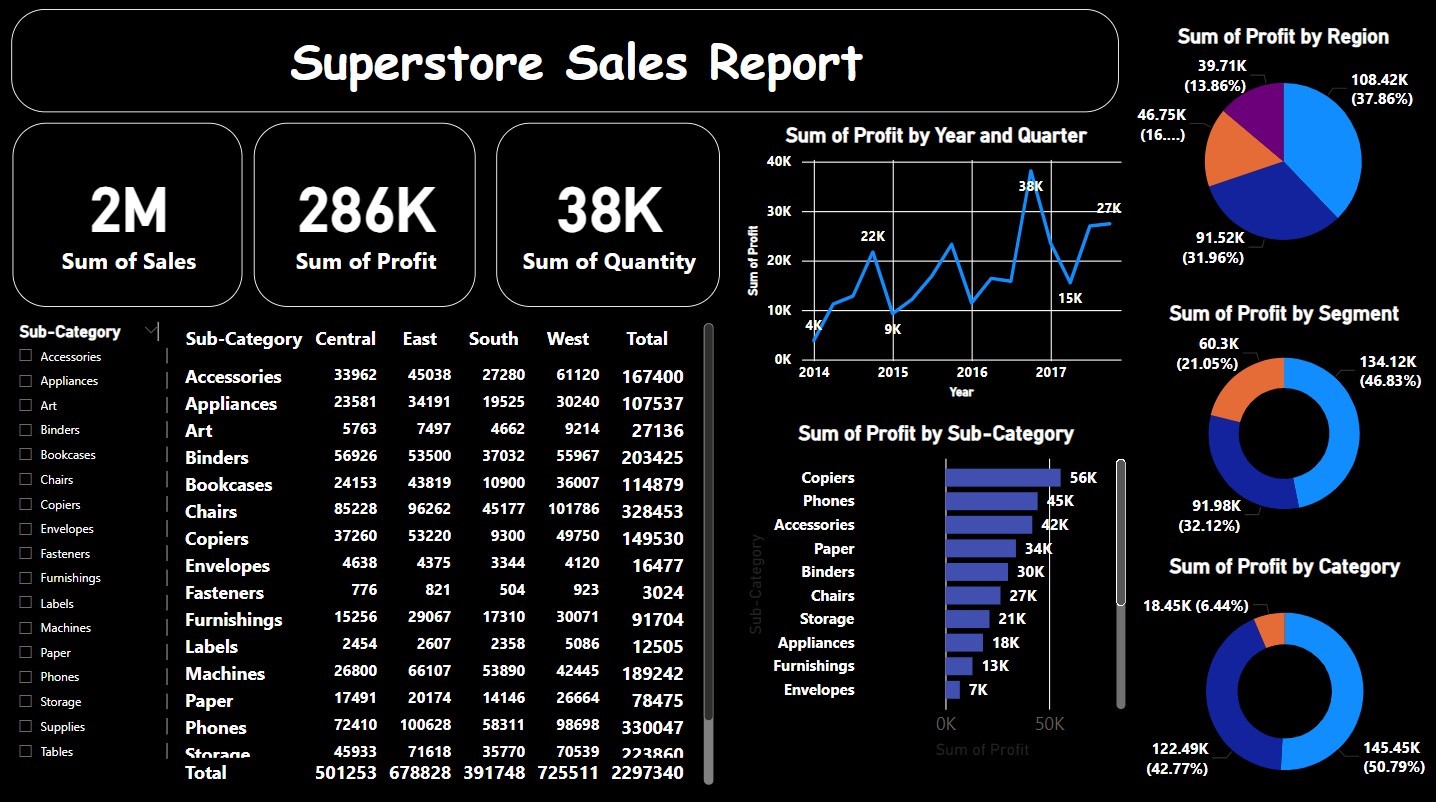 Superstore Sales Report
2M
Sum of Sales
286K
Sum of Profit
38K
Sum of Quantity
Sub-Category
Accessories
Appliances
Art
Binders
Bookcases
Chairs
Copiers
Envelopes
Fasteners
Furnishings
Labels
Machines
Paper
Phones
Storage
Supplies
Tables
Sub-Category Central East South West Total
Accessories 33962 45038 27280 61120 167400
Appliances 23581 34191 19525 30240 107537
Art 5763 7497 4662 9214 27136
Binders 56926 53500 37032 55967 203425
Bookcases 24153 43819 10900 36007 114879
Chairs 85228 96262 45177 101786 328453
Copiers 37260 53220 9300 49750 149530
Envelopes 4638 4375 3344 4120 16477
Fasteners 776 821 504 923 3024
Furnishings 15256 29067 17310 30071 91704
Labels 2454 2607 2358 5086 12505
Machines 26800 66107 53890 42445 189242
Paper 17491 20174 14146 26664 78475
Phones 72410 100628 58311 98698 330047
Storage 45933 71618 35770 70539 223860
Total 501253 678828 391748 725511 2297340
Sum of Profit by Year and Quarter
Sum of Profit
40K
30K
20K
10K
0K
4K
22K
9K
38K
15K
27K
2014 2015 2016 2017
Year
Sum of Profit by Sub-Category
Sub-Category
Copiers 56K
Phones 45K
Accessories 42K
Paper 34K
Binders 30K
Chairs 27K
Storage 21K
Appliances 18K
Furnishings 13K
Envelopes 7K
0K 50K
Sum of Profit
Sum of Profit by Region
39.71K
(13.86%)
108.42K
(37.86%)
46.75K
(16....)
91.52K
(31.96%)
Sum of Profit by Segment
60.3K
(21.05%)
134.12K
(46.83%)
91.98K
(32.12%)
Sum of Profit by Category
18.45K (6.44%)
122.49K
(42.77%)
145.45K
(50.79%)